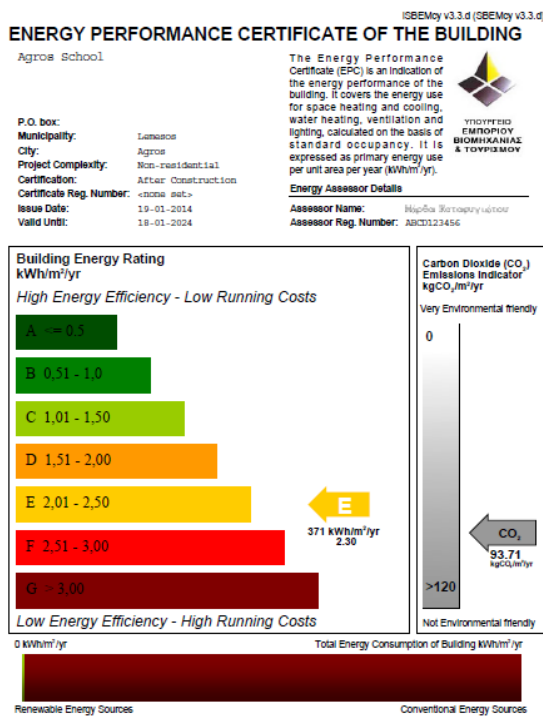 iSBEMcy v3.3.d (SBEMcy v3.3.d)
ENERGY PERFORMANCE CERTIFICATE OF THE BUILDING
Agros School
The Energy Performance
Certificate (EPC) is an indication of
the energy performance of the
building. It covers the energy use
for space heating and cooling,
water heating, ventilation and
lighting, calculated on the basis of
standard occupancy. It is
expressed as primary energy use
per unit area per year (kWh/m²/yr).
ΥΠΟΥΡΓΕΙΟ
ΕΜΠΟΡΙΟΥ
ΒΙΟΜΗΧΑΝΙΑΣ
& ΤΟΥΡΙΣΜΟΥ
P.O. box:
Municipality: Lemesos
City: Agros
Project Complexity: Non-residential
Certification: After Construction
Certificate Reg. Number: <none set>
Issue Date: 19-01-2014
Valid Until: 18-01-2024
Energy Assessor Details
Assessor Name:
Assessor Reg. Number: ABCD123456
Building Energy Rating
kWh/m²/yr
High Energy Efficiency - Low Running Costs
A <= 0.5
B 0,51 - 1,0
C 1,01 - 1,50
D 1,51 - 2,00
E 2,01 - 2,50
F 2,51 - 3,00
G > 3,00
E
371 kWh/m²/yr
2.30
Low Energy Efficiency - High Running Costs
Carbon Dioxide (CO₂)
Emissions Indicator
kgCO₂/m²/yr
Very Environmental friendly
0
CO₂
93.71
kgCO₂/m²/yr
>120
Not Environmental friendly
0 kWh/m²/yr
Total Energy Consumption of Building kWh/m²/yr
Renewable Energy Sources
Conventional Energy Sources